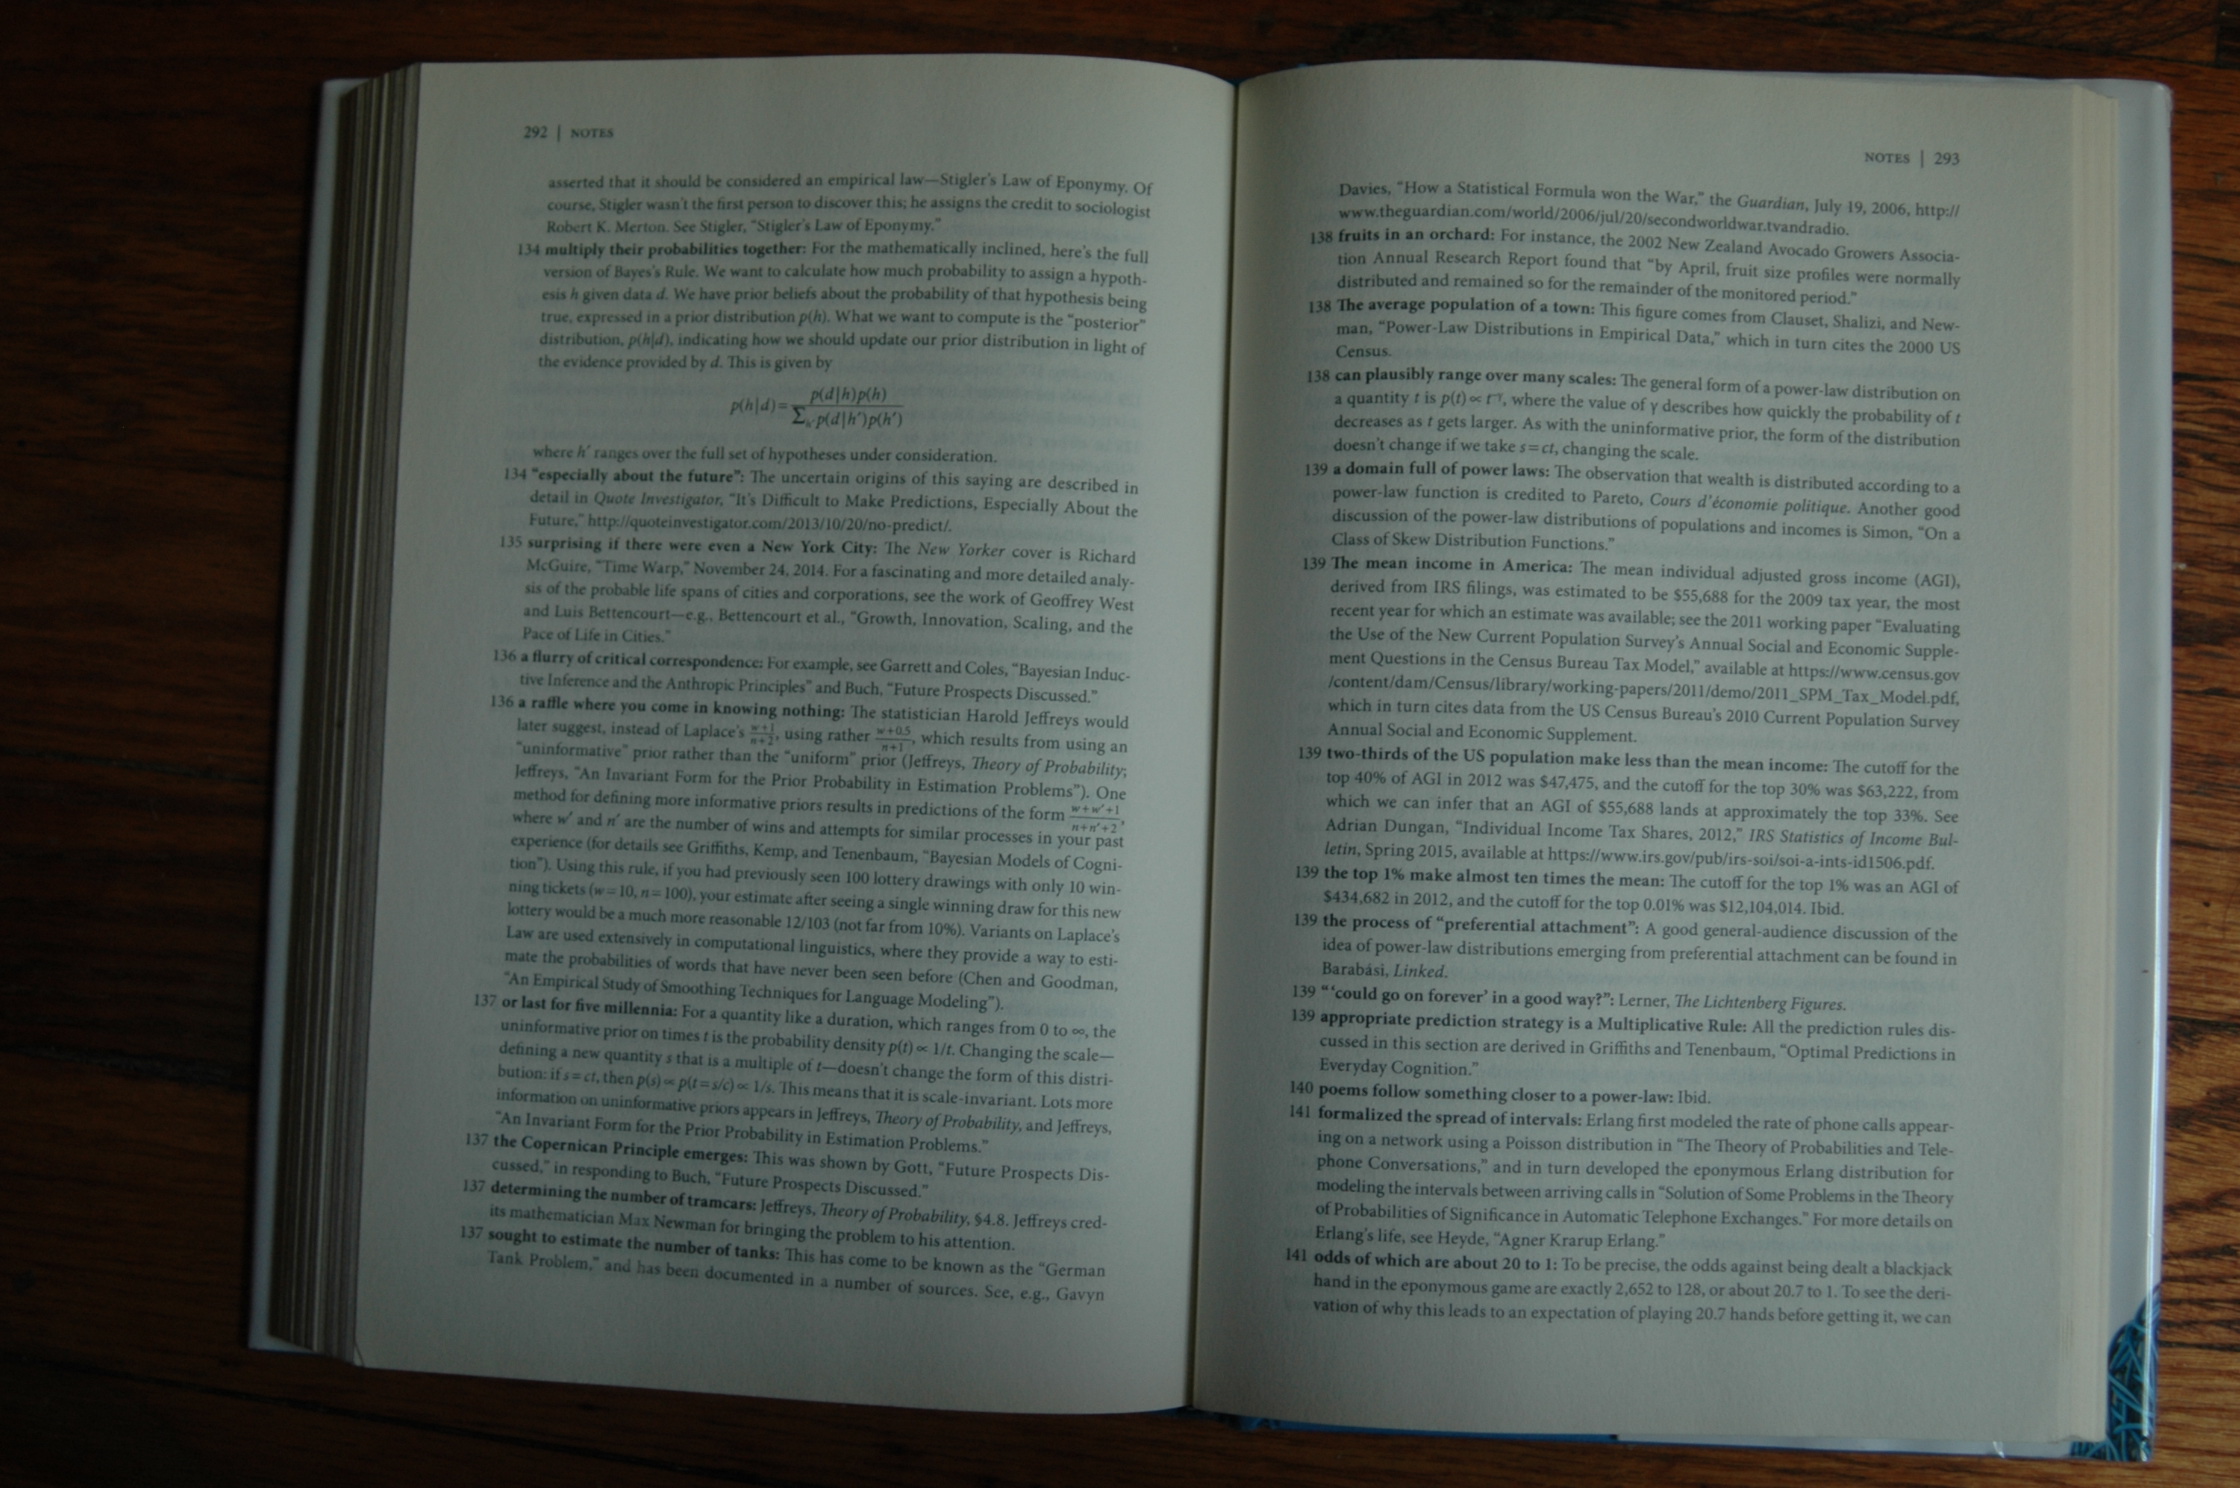 292 | NOTES
asserted that it should be considered an empirical law—Stigler's Law of Eponymy. Of
course, Stigler wasn't the first person to discover this; he assigns the credit to sociologist
Robert K. Merton. See Stigler, "Stigler's Law of Eponymy."
134 multiply their probabilities together: For the mathematically inclined, here's the full
version of Bayes's Rule. We want to calculate how much probability to assign a hypoth-
esis h given data d. We have prior beliefs about the probability of that hypothesis being
true, expressed in a prior distribution p(h). What we want to compute is the "posterior"
distribution, p(h|d), indicating how we should update our prior distribution in light of
the evidence provided by d. This is given by
p(h|d) = p(d|h)p(h) / ∑h' p(d|h')p(h')
where h' ranges over the full set of hypotheses under consideration.
134 "especially about the future": The uncertain origins of this saying are described in
detail in Quote Investigator, "It's Difficult to Make Predictions, Especially About the
Future," http://quoteinvestigator.com/2013/10/20/no-predict/.
135 surprising if there were even a New York City: The New Yorker cover is Richard
McGuire, "Time Warp," November 24, 2014. For a fascinating and more detailed analy-
sis of the probable life spans of cities and corporations, see the work of Geoffrey West
and Luis Bettencourt—e.g., Bettencourt et al., "Growth, Innovation, Scaling, and the
Pace of Life in Cities."
136 a flurry of critical correspondence: For example, see Garrett and Coles, "Bayesian Induc-
tive Inference and the Anthropic Principles" and Buch, "Future Prospects Discussed."
136 a raffle where you come in knowing nothing: The statistician Harold Jeffreys would
later suggest, instead of Laplace's w+1/n+2, using rather w+0.5/n+1, which results from using an
"uninformative" prior rather than the "uniform" prior (Jeffreys, Theory of Probability;
Jeffreys, "An Invariant Form for the Prior Probability in Estimation Problems"). One
method for defining more informative priors results in predictions of the form w+w'+1/n+n'+2,
where w' and n' are the number of wins and attempts for similar processes in your past
experience (for details see Griffiths, Kemp, and Tenenbaum, "Bayesian Models of Cogni-
tion"). Using this rule, if you had previously seen 100 lottery drawings with only 10 win-
ning tickets (w = 10, n = 100), your estimate after seeing a single winning draw for this new
lottery would be a much more reasonable 12/103 (not far from 10%). Variants on Laplace's
Law are used extensively in computational linguistics, where they provide a way to esti-
mate the probabilities of words that have never been seen before (Chen and Goodman,
"An Empirical Study of Smoothing Techniques for Language Modeling").
137 or last for five millennia: For a quantity like a duration, which ranges from 0 to ∞, the
uninformative prior on times t is the probability density p(t) ∝ 1/t. Changing the scale—
defining a new quantity s that is a multiple of t—doesn't change the form of this distri-
bution: if s = ct, then p(s) ∝ p(t = s/c) ∝ 1/s. This means that it is scale-invariant. Lots more
information on uninformative priors appears in Jeffreys, Theory of Probability, and Jeffreys,
"An Invariant Form for the Prior Probability in Estimation Problems."
137 the Copernican Principle emerges: This was shown by Gott, "Future Prospects Dis-
cussed," in responding to Buch, "Future Prospects Discussed."
137 determining the number of tramcars: Jeffreys, Theory of Probability, §4.8. Jeffreys cred-
its mathematician Max Newman for bringing the problem to his attention.
137 sought to estimate the number of tanks: This has come to be known as the "German
Tank Problem," and has been documented in a number of sources. See, e.g., Gavyn
NOTES | 293
Davies, "How a Statistical Formula won the War," the Guardian, July 19, 2006, http://
www.theguardian.com/world/2006/jul/20/secondworldwar.tvandradio.
138 fruits in an orchard: For instance, the 2002 New Zealand Avocado Growers Associa-
tion Annual Research Report found that "by April, fruit size profiles were normally
distributed and remained so for the remainder of the monitored period."
138 The average population of a town: This figure comes from Clauset, Shalizi, and New-
man, "Power-Law Distributions in Empirical Data," which in turn cites the 2000 US
Census.
138 can plausibly range over many scales: The general form of a power-law distribution on
a quantity t is p(t) ∝ t⁻ᵞ, where the value of γ describes how quickly the probability of t
decreases as t gets larger. As with the uninformative prior, the form of the distribution
doesn't change if we take s = ct, changing the scale.
139 a domain full of power laws: The observation that wealth is distributed according to a
power-law function is credited to Pareto, Cours d'économie politique. Another good
discussion of the power-law distributions of populations and incomes is Simon, "On a
Class of Skew Distribution Functions."
139 The mean income in America: The mean individual adjusted gross income (AGI),
derived from IRS filings, was estimated to be $55,688 for the 2009 tax year, the most
recent year for which an estimate was available; see the 2011 working paper "Evaluating
the Use of the New Current Population Survey's Annual Social and Economic Supple-
ment Questions in the Census Bureau Tax Model," available at https://www.census.gov
/content/dam/Census/library/working-papers/2011/demo/2011_SPM_Tax_Model.pdf,
which in turn cites data from the US Census Bureau's 2010 Current Population Survey
Annual Social and Economic Supplement.
139 two-thirds of the US population make less than the mean income: The cutoff for the
top 40% of AGI in 2012 was $47,475, and the cutoff for the top 30% was $63,222, from
which we can infer that an AGI of $55,688 lands at approximately the top 33%. See
Adrian Dungan, "Individual Income Tax Shares, 2012," IRS Statistics of Income Bul-
letin, Spring 2015, available at https://www.irs.gov/pub/irs-soi/soi-a-ints-id1506.pdf.
139 the top 1% make almost ten times the mean: The cutoff for the top 1% was an AGI of
$434,682 in 2012, and the cutoff for the top 0.01% was $12,104,014. Ibid.
139 the process of "preferential attachment": A good general-audience discussion of the
idea of power-law distributions emerging from preferential attachment can be found in
Barabási, Linked.
139 "'could go on forever' in a good way?": Lerner, The Lichtenberg Figures.
139 appropriate prediction strategy is a Multiplicative Rule: All the prediction rules dis-
cussed in this section are derived in Griffiths and Tenenbaum, "Optimal Predictions in
Everyday Cognition."
140 poems follow something closer to a power-law: Ibid.
141 formalized the spread of intervals: Erlang first modeled the rate of phone calls appear-
ing on a network using a Poisson distribution in "The Theory of Probabilities and Tele-
phone Conversations," and in turn developed the eponymous Erlang distribution for
modeling the intervals between arriving calls in "Solution of Some Problems in the Theory
of Probabilities of Significance in Automatic Telephone Exchanges." For more details on
Erlang's life, see Heyde, "Agner Krarup Erlang."
141 odds of which are about 20 to 1: To be precise, the odds against being dealt a blackjack
hand in the eponymous game are exactly 2,652 to 128, or about 20.7 to 1. To see the deri-
vation of why this leads to an expectation of playing 20.7 hands before getting it, we can